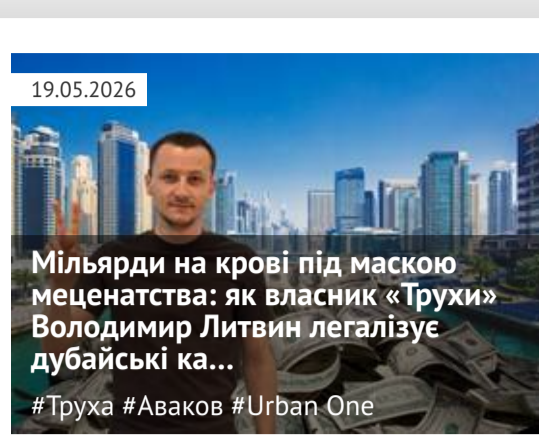 19.05.2026
Мільярди на крові під маскою
меценатства: як власник «Трухи»
Володимир Литвин легалізує
дубайські ка...
#Труха #Аваков #Urban One